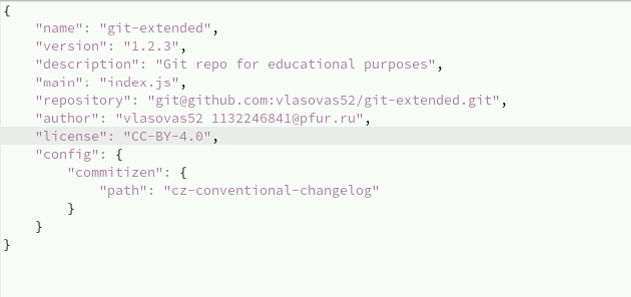 {
    "name": "git-extended",
    "version": "1.2.3",
    "description": "Git repo for educational purposes",
    "main": "index.js",
    "repository": "git@github.com:vlasovas52/git-extended.git",
    "author": "vlasovas52 1132246841@pfur.ru",
    "license": "CC-BY-4.0",
    "config": {
        "commitizen": {
            "path": "cz-conventional-changelog"
        }
    }
}